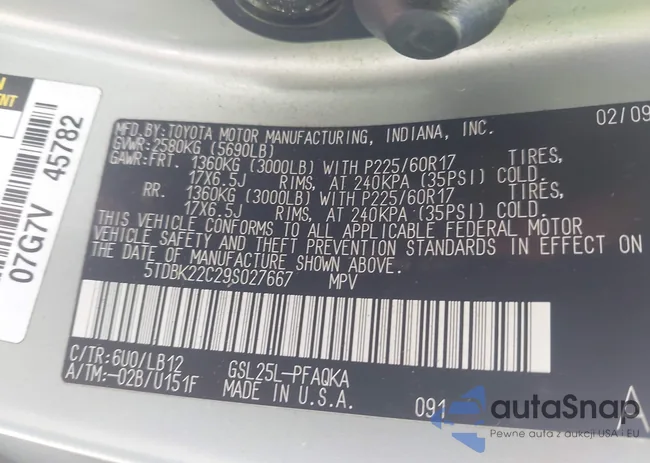 07G7V 45782
MFD.BY:TOYOTA MOTOR MANUFACTURING, INDIANA, INC. 02/09
GVWR:2580KG (5690LB)
GAWR:FRT. 1360KG (3000LB) WITH P225/60R17 TIRES,
17X6.5J RIMS, AT 240KPA (35PSI) COLD.
RR. 1360KG (3000LB) WITH P225/60R17 TIRES,
17X6.5J RIMS, AT 240KPA (35PSI) COLD.
THIS VEHICLE CONFORMS TO ALL APPLICABLE FEDERAL MOTOR
VEHICLE SAFETY AND THEFT PREVENTION STANDARDS IN EFFECT ON
THE DATE OF MANUFACTURE SHOWN ABOVE.
5TDBK22C29S027667 MPV
C/TR:6U0/LB12 GSL25L-PFAQKA
A/TM:-02B/U151F MADE IN U.S.A. 091 A
autaSnap
Pewne auta z aukcji USA i EU